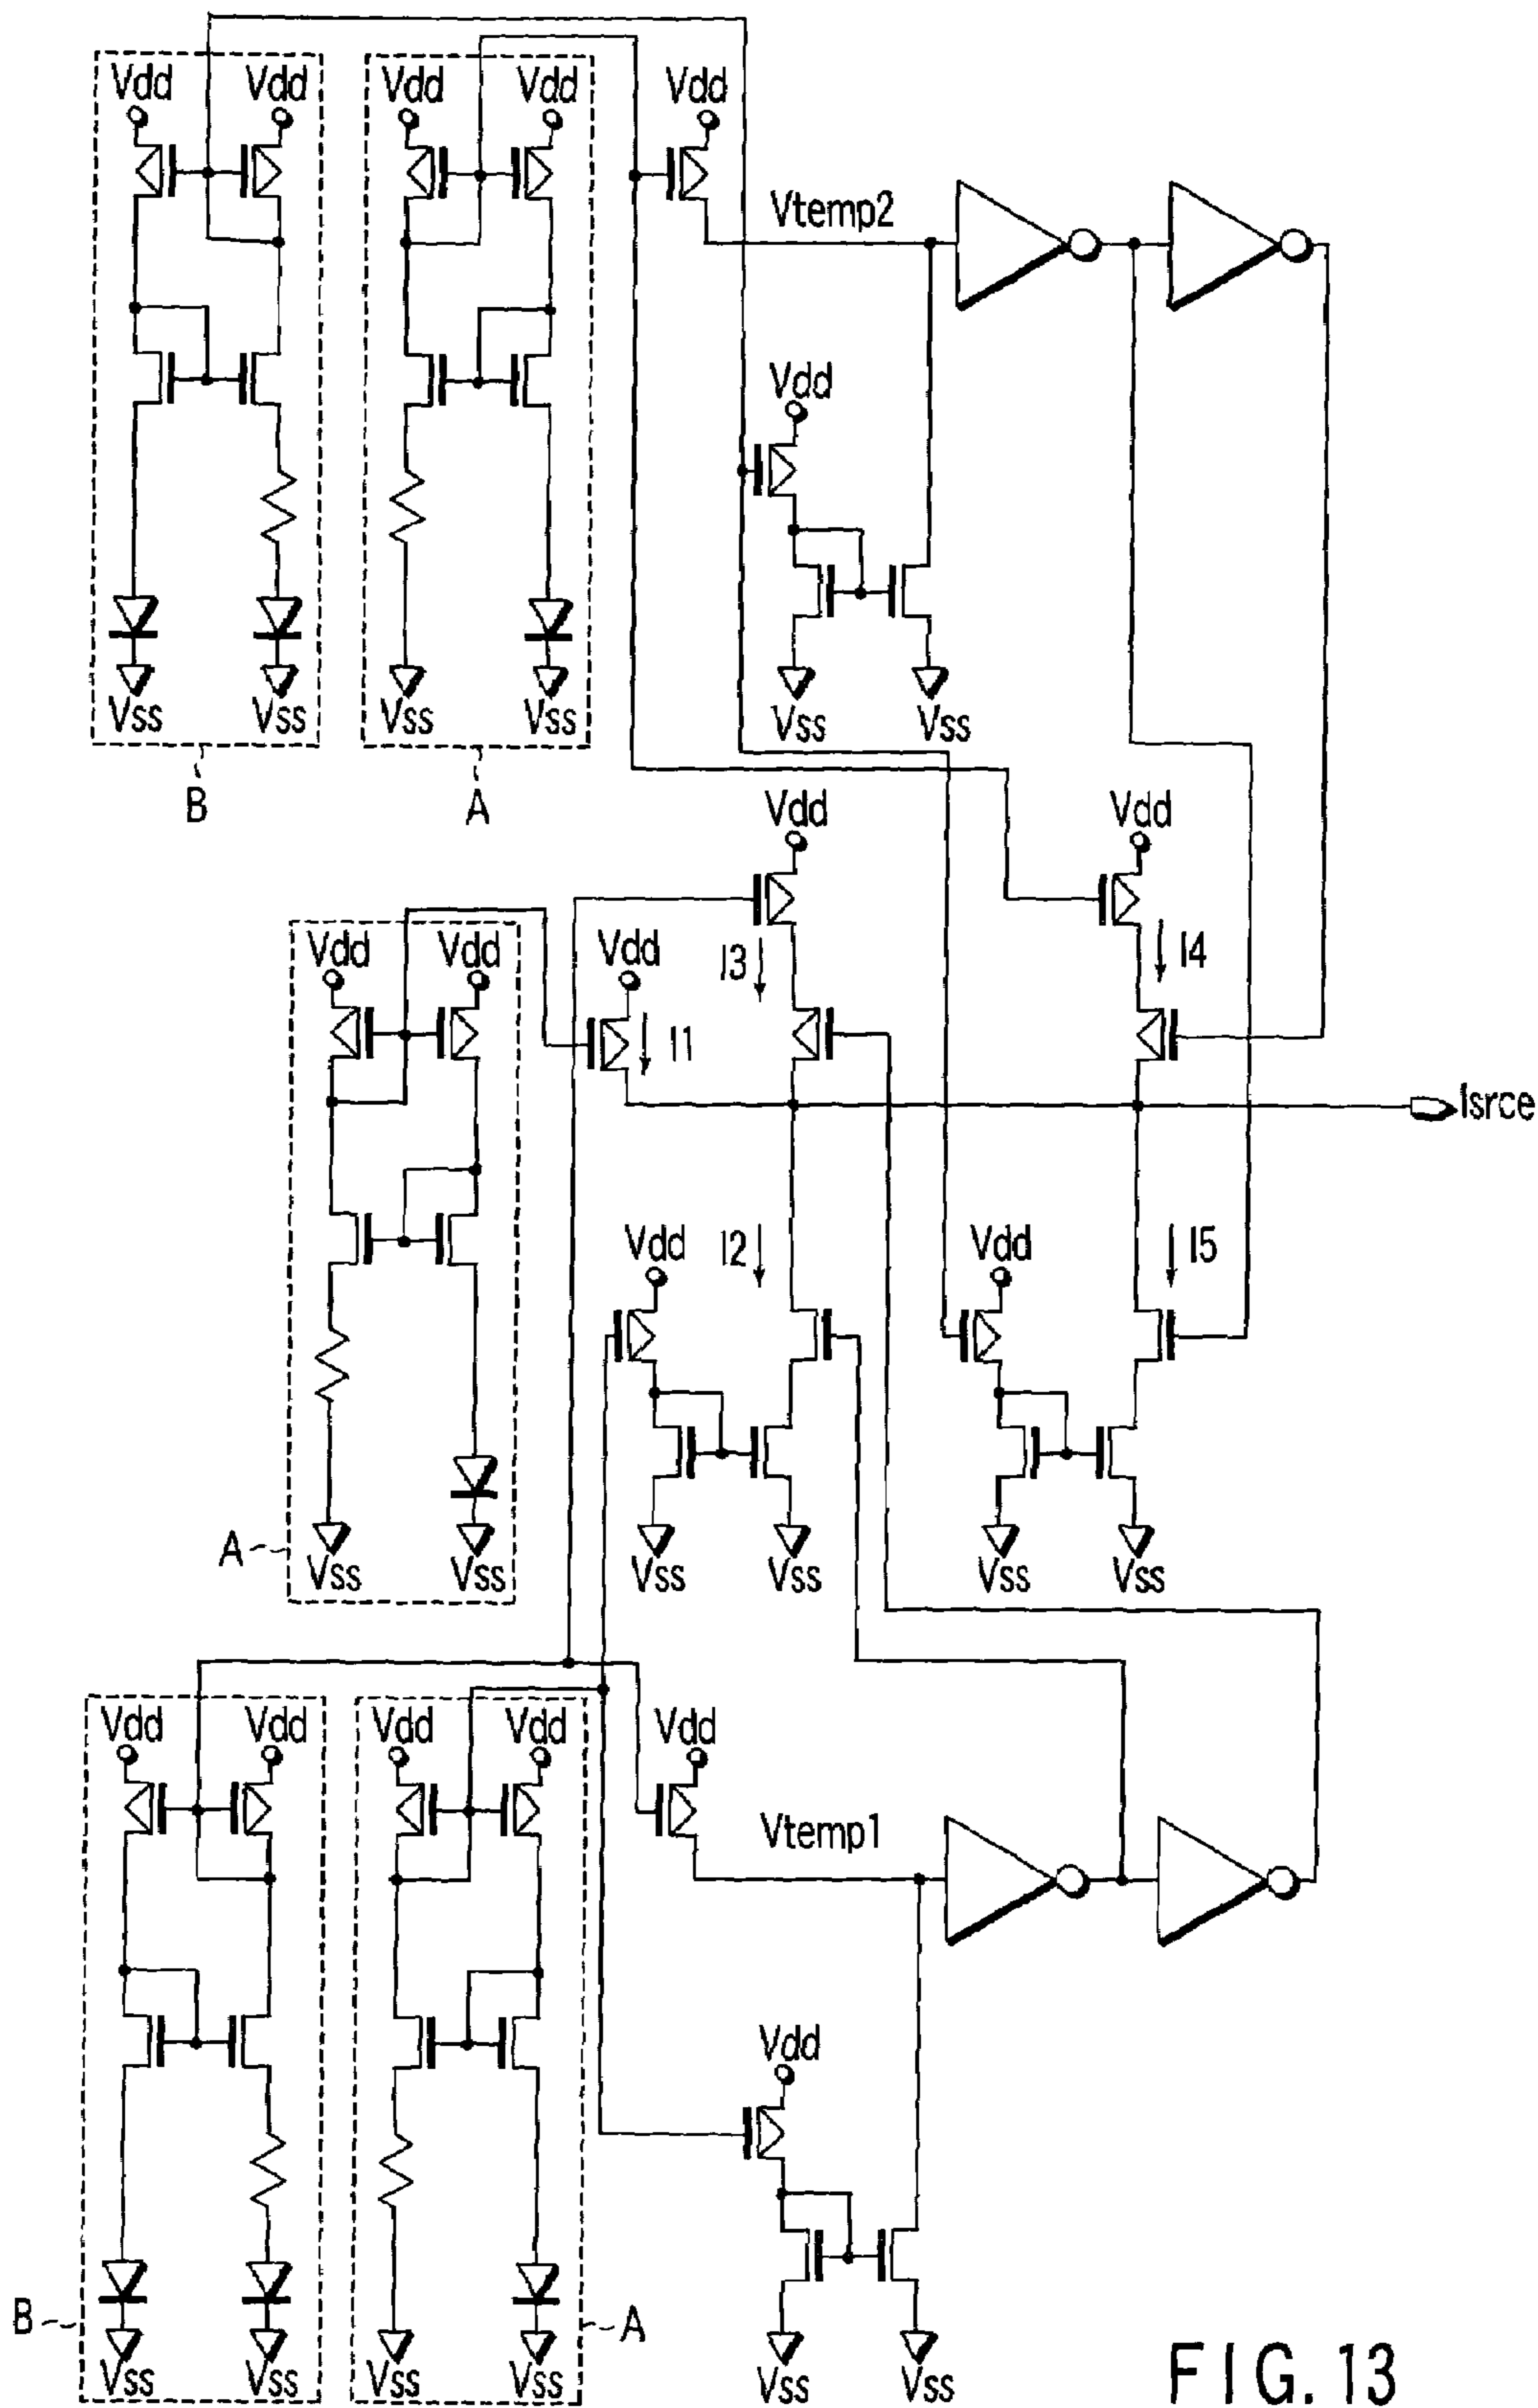 Vdd Vdd Vdd Vdd Vdd
Vtemp2
Vdd
Vss Vss Vss Vss
Vss Vss
B A
Vdd Vdd
Vdd Vdd Vdd
I3 I4
I1
Isrce
Vdd I2 Vdd I5
A
Vss Vss Vss Vss Vss Vss
Vdd Vdd Vdd Vdd Vdd
Vtemp1
Vdd
B A
Vss Vss Vss Vss Vss Vss
FIG. 13